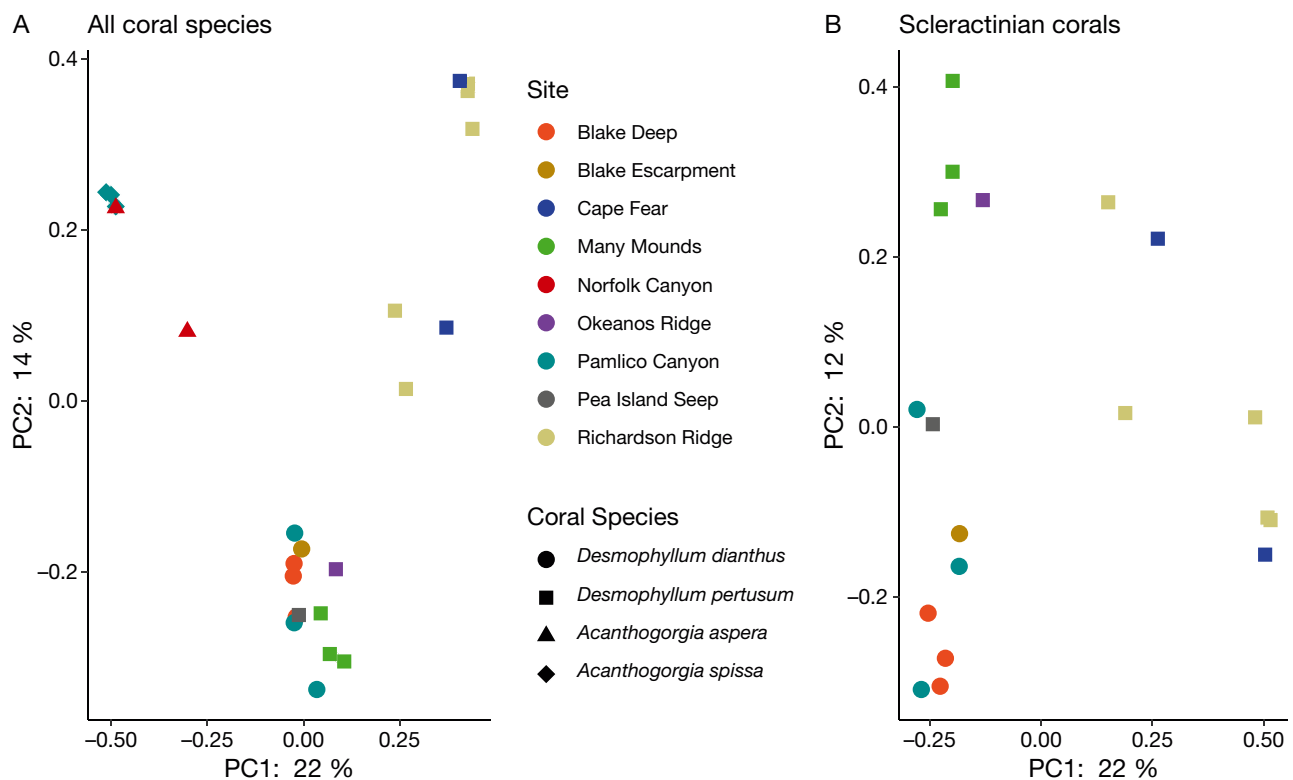 A
All coral species
0.4
0.2
0.0
−0.2
PC2: 14 %
−0.50
−0.25
0.00
0.25
PC1: 22 %
Site
Blake Deep
Blake Escarpment
Cape Fear
Many Mounds
Norfolk Canyon
Okeanos Ridge
Pamlico Canyon
Pea Island Seep
Richardson Ridge
Coral Species
Desmophyllum dianthus
Desmophyllum pertusum
Acanthogorgia aspera
Acanthogorgia spissa
B
Scleractinian corals
0.4
0.2
0.0
−0.2
PC2: 12 %
−0.25
0.00
0.25
0.50
PC1: 22 %